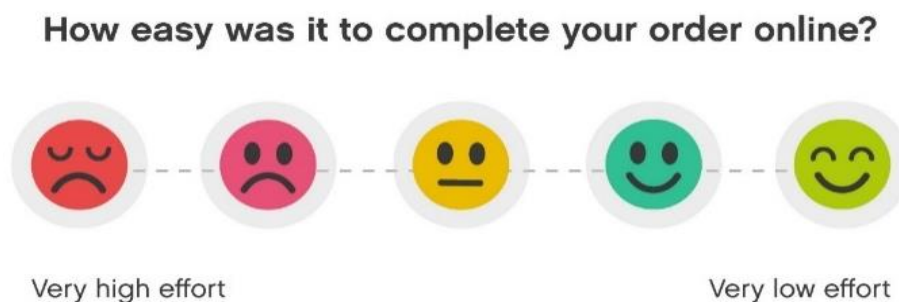 How easy was it to complete your order online?
Very high effort
Very low effort